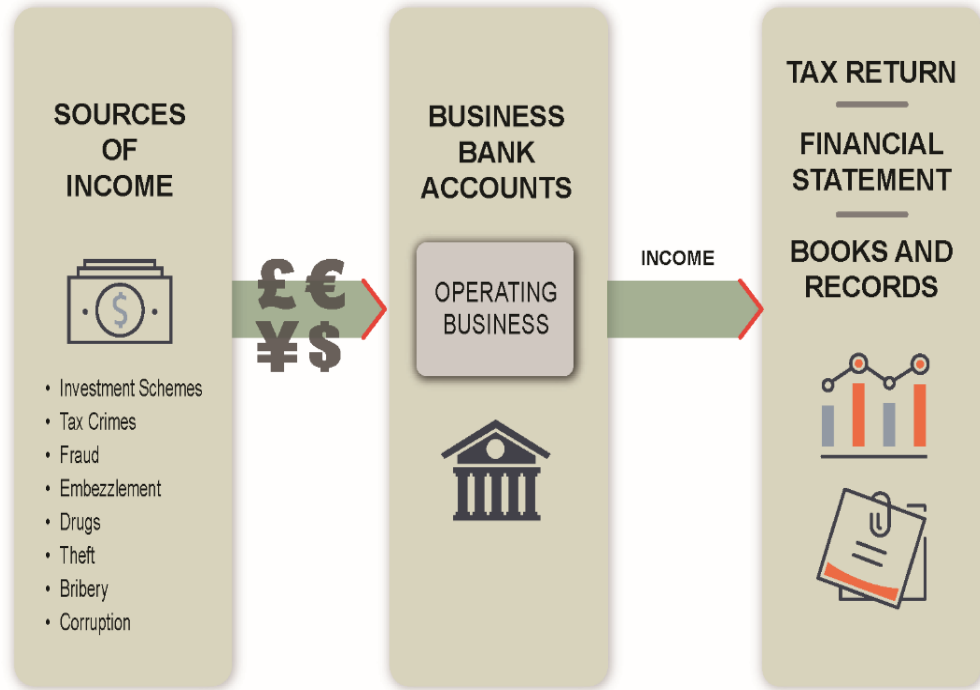 SOURCES
OF
INCOME
$
• Investment Schemes
• Tax Crimes
• Fraud
• Embezzlement
• Drugs
• Theft
• Bribery
• Corruption
£ €
¥ $
BUSINESS
BANK
ACCOUNTS
OPERATING
BUSINESS
INCOME
TAX RETURN
FINANCIAL
STATEMENT
BOOKS AND
RECORDS